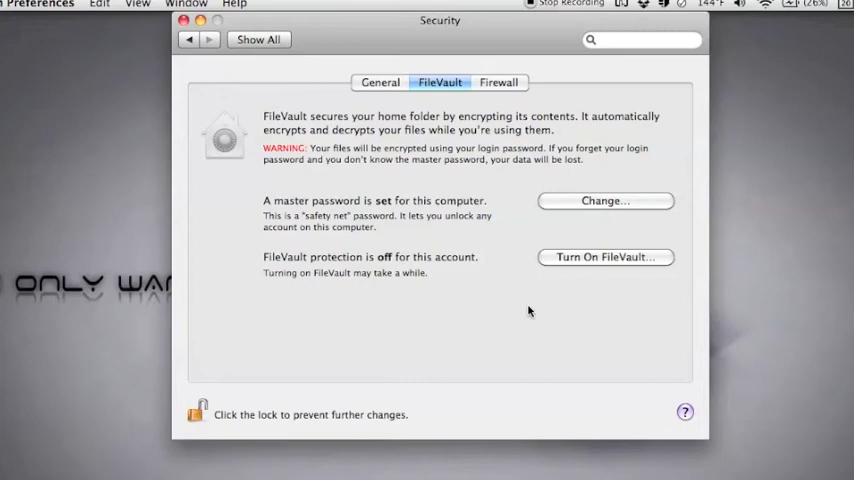 Preferences Edit View Window Help Stop Recording 144°F (26%) 20
Security
Show All
General FileVault Firewall
FileVault secures your home folder by encrypting its contents. It automatically
encrypts and decrypts your files while you're using them.
WARNING: Your files will be encrypted using your login password. If you forget your login
password and you don't know the master password, your data will be lost.
A master password is set for this computer.
Change...
This is a "safety net" password. It lets you unlock any
account on this computer.
FileVault protection is off for this account.
Turn On FileVault...
Turning on FileVault may take a while.
ONLY
Click the lock to prevent further changes.
?